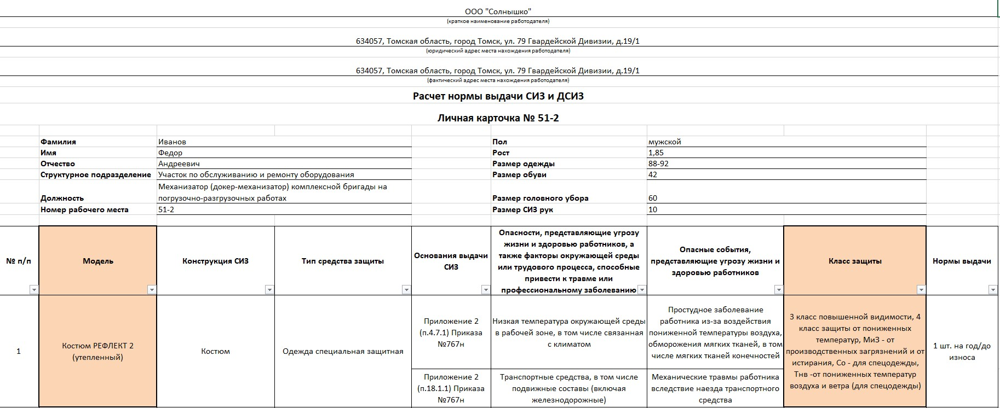 ООО "Солнышко"
(краткое наименование работодателя)
634057, Томская область, город Томск, ул. 79 Гвардейской Дивизии, д.19/1
(юридический адрес места нахождения работодателя)
634057, Томская область, город Томск, ул. 79 Гвардейской Дивизии, д.19/1
(фактический адрес места нахождения работодателя)
Расчет нормы выдачи СИЗ и ДСИЗ
Личная карточка № 51-2
Фамилия Иванов Пол мужской
Имя Федор Рост 1,85
Отчество Андреевич Размер одежды 88-92
Структурное подразделение Участок по обслуживанию и ремонту оборудования Размер обуви 42
Механизатор (докер-механизатор) комплексной бригады на
Должность погрузочно-разгрузочных работах Размер головного убора 60
Номер рабочего места 51-2 Размер СИЗ рук 10
№ п/п
Модель
Конструкция СИЗ
Тип средства защиты
Основания выдачи
СИЗ
Опасности, представляющие угрозу
жизни и здоровью работников, а
также факторы окружающей среды
или трудового процесса, способные
привести к травме или
профессиональному заболеванию
Опасные события,
представляющие угрозу жизни и
здоровью работников
Класс защиты
Нормы выдачи
1
Костюм РЕФЛЕКТ 2
(утепленный)
Костюм
Одежда специальная защитная
Приложение 2
(п.4.7.1) Приказа
№767н
Низкая температура окружающей среды
в рабочей зоне, в том числе связанная
с климатом
Простудное заболевание
работника из-за воздействия
пониженной температуры воздуха,
обморожения мягких тканей, в том
числе мягких тканей конечностей
3 класс повышенной видимости, 4
класс защиты от пониженных
температур, Ми3 - от
производственных загрязнений и от
истирания, Со - для спецодежды,
Тнв -от пониженных температур
воздуха и ветра (для спецодежды)
1 шт. на год/до
износа
Приложение 2
(п.18.1.1) Приказа
№767н
Транспортные средства, в том числе
подвижные составы (включая
железнодорожные)
Механические травмы работника
вследствие наезда транспортного
средства